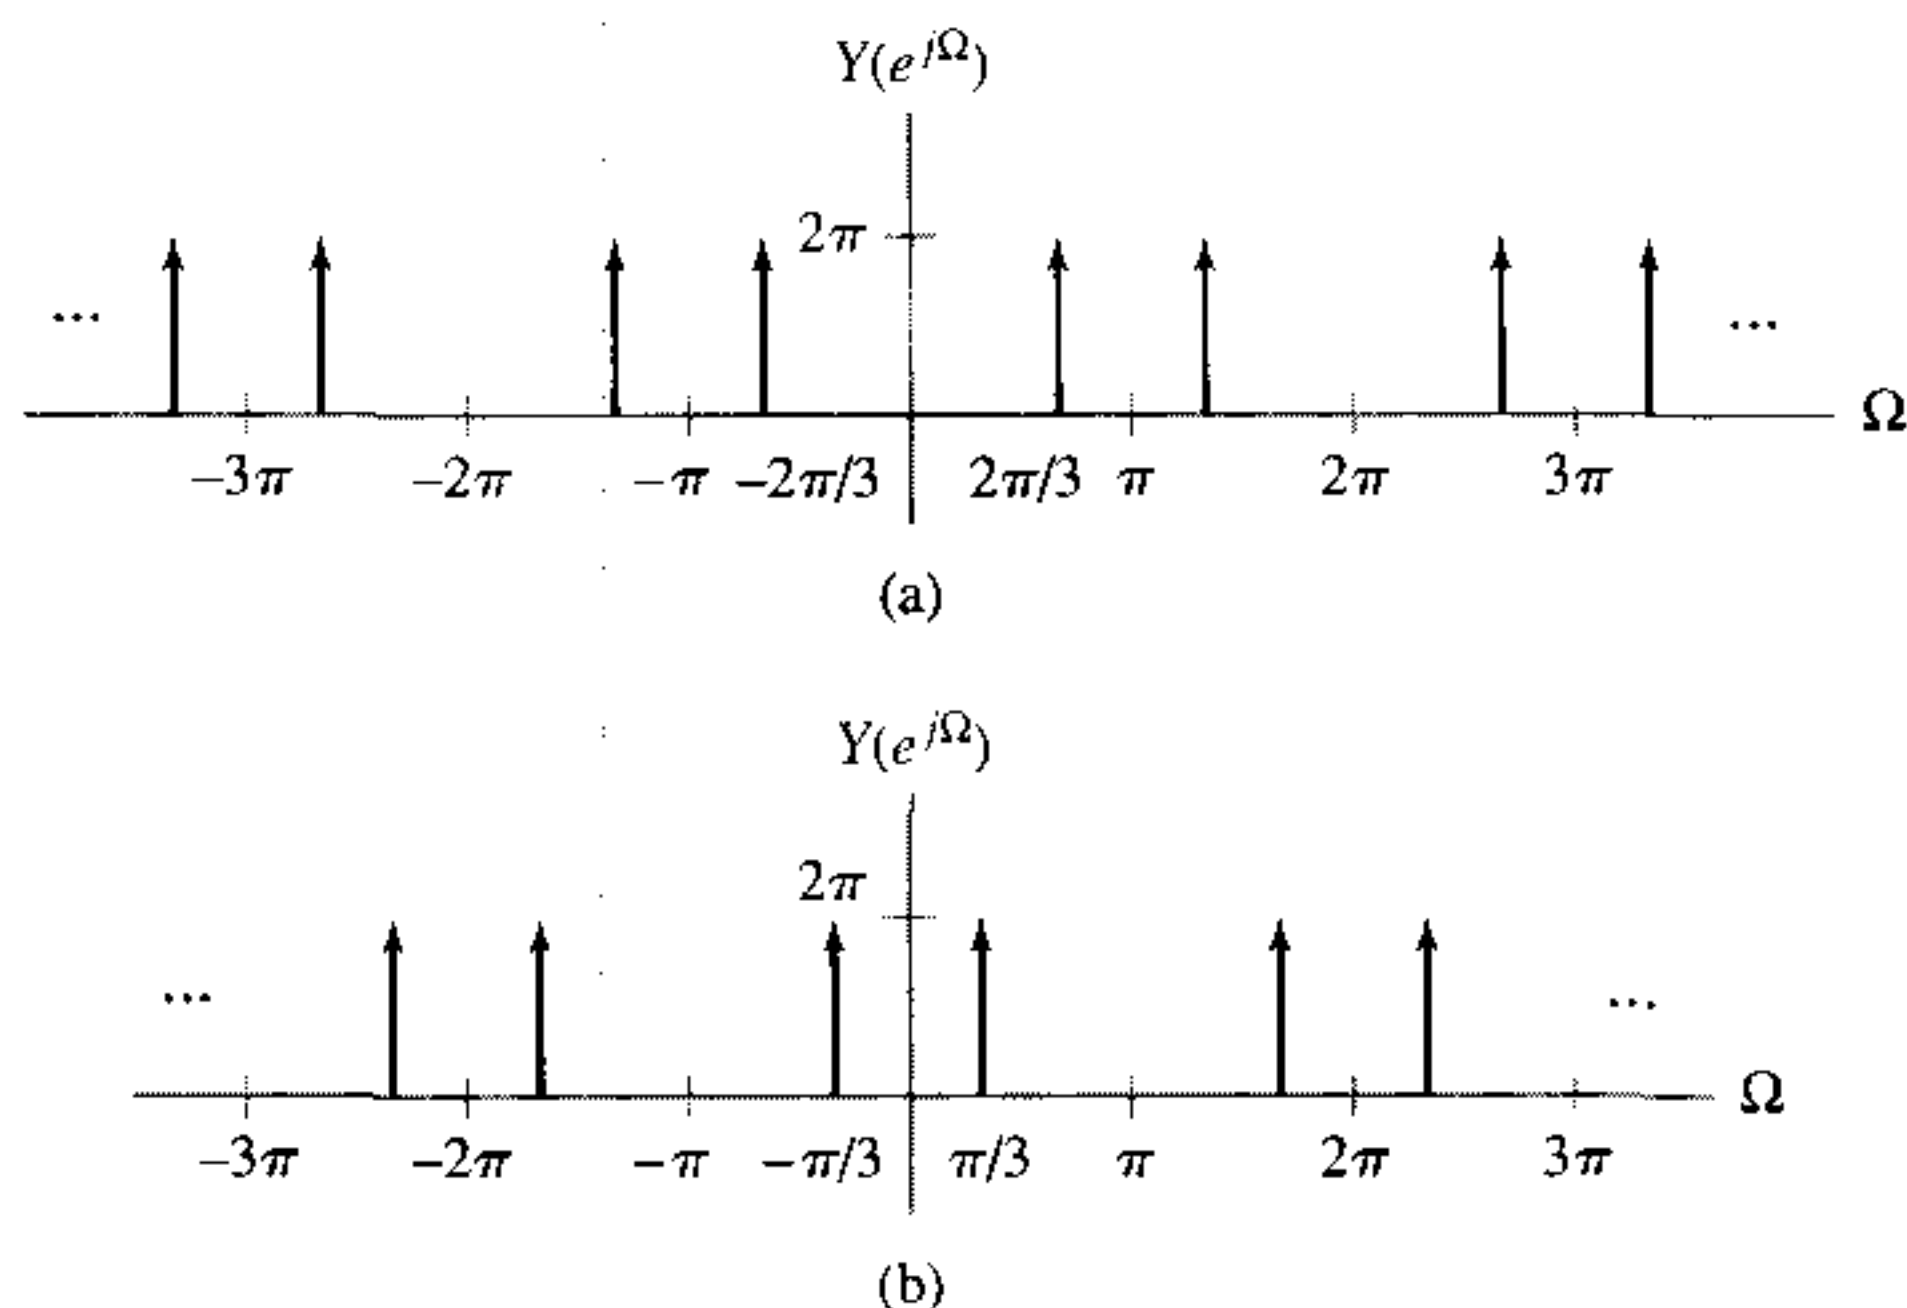 Y(e^{jΩ})
2π
... ...
Ω
−3π −2π −π −2π/3 2π/3 π 2π 3π
(a)
Y(e^{jΩ})
2π
... ...
Ω
−3π −2π −π −π/3 π/3 π 2π 3π
(b)